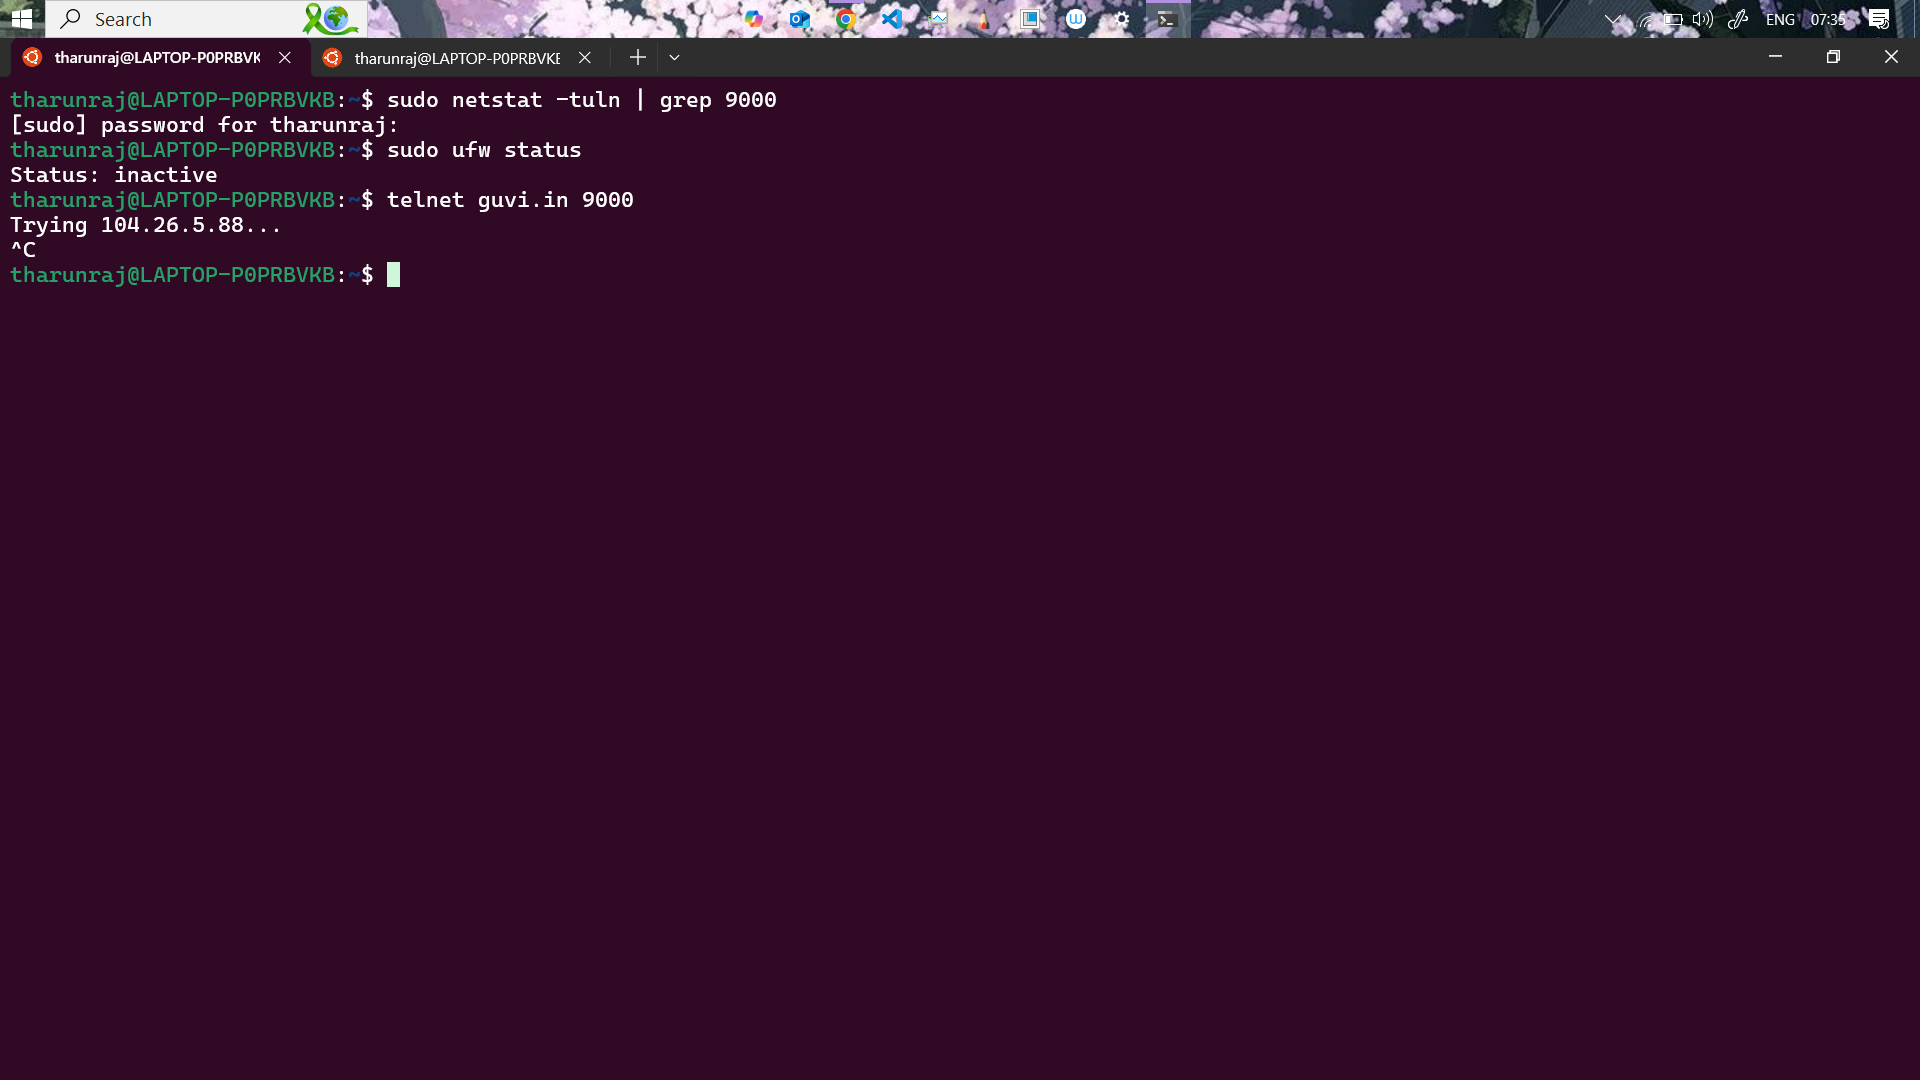 Search
ENG 07:35
tharunraj@LAPTOP-P0PRBVK
tharunraj@LAPTOP-P0PRBVKE
tharunraj@LAPTOP-P0PRBVKB:~$ sudo netstat -tuln | grep 9000
[sudo] password for tharunraj:
tharunraj@LAPTOP-P0PRBVKB:~$ sudo ufw status
Status: inactive
tharunraj@LAPTOP-P0PRBVKB:~$ telnet guvi.in 9000
Trying 104.26.5.88...
^C
tharunraj@LAPTOP-P0PRBVKB:~$